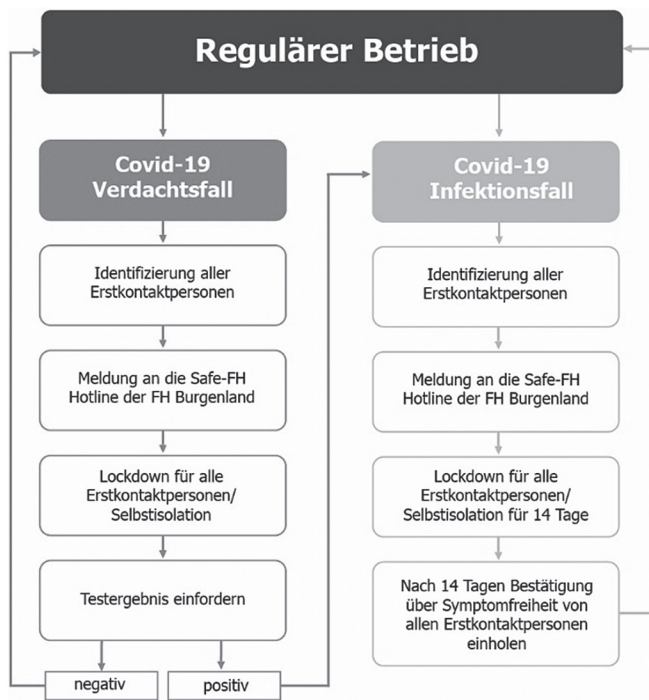 Regulärer Betrieb
Covid-19
Verdachtsfall
Identifizierung aller
Erstkontaktpersonen
Meldung an die Safe-FH
Hotline der FH Burgenland
Lockdown für alle
Erstkontaktpersonen/
Selbstisolation
Testergebnis einfordern
negativ
positiv
Covid-19
Infektionsfall
Identifizierung aller
Erstkontaktpersonen
Meldung an die Safe-FH
Hotline der FH Burgenland
Lockdown für alle
Erstkontaktpersonen/
Selbstisolation für 14 Tage
Nach 14 Tagen Bestätigung
über Symptomfreiheit von
allen Erstkontaktpersonen
einholen